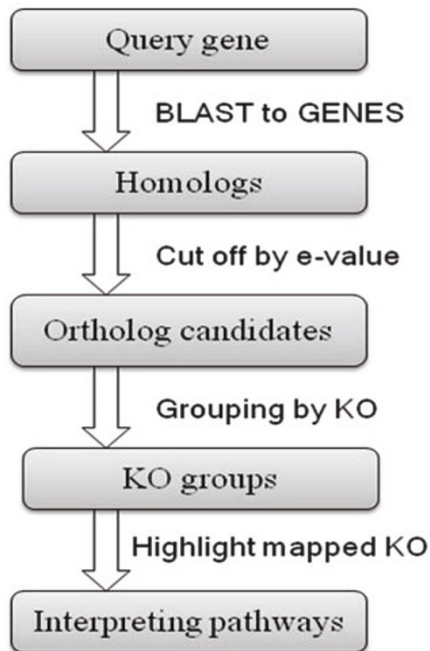 Query gene
BLAST to GENES
Homologs
Cut off by e-value
Ortholog candidates
Grouping by KO
KO groups
Highlight mapped KO
Interpreting pathways